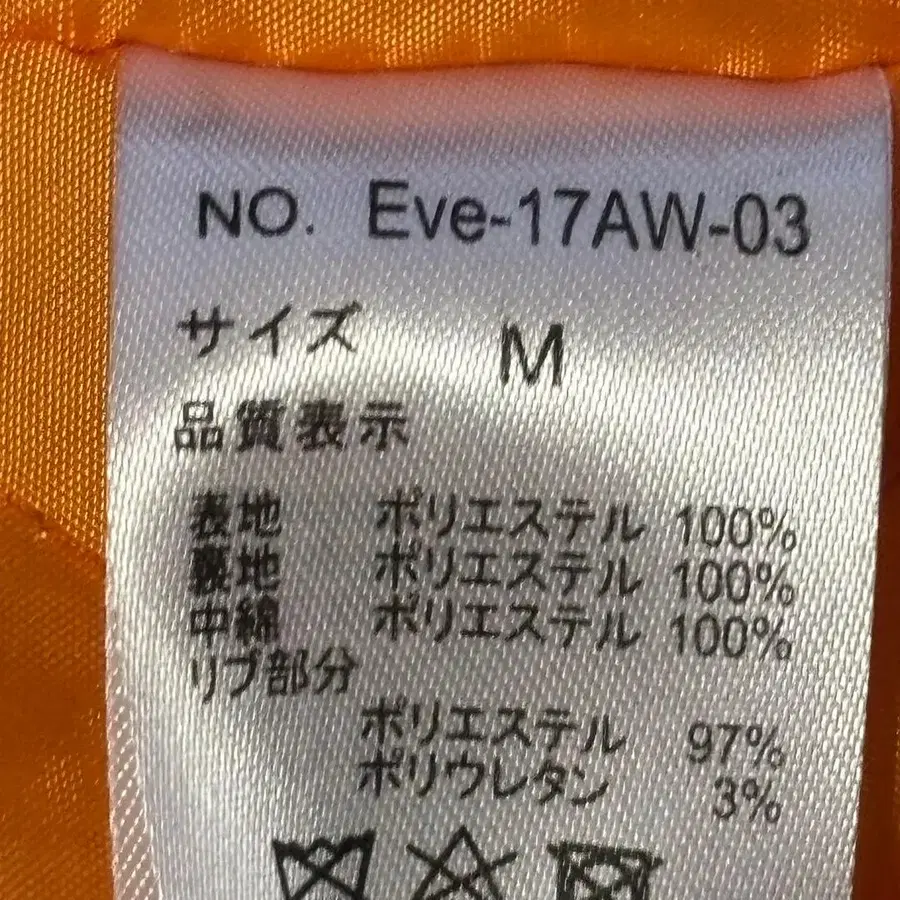 NO. Eve-17AW-03
サイズ M
品質表示
表地 ポリエステル 100%
裏地 ポリエステル 100%
中綿 ポリエステル 100%
リブ部分
ポリエステル 97%
ポリウレタン 3%